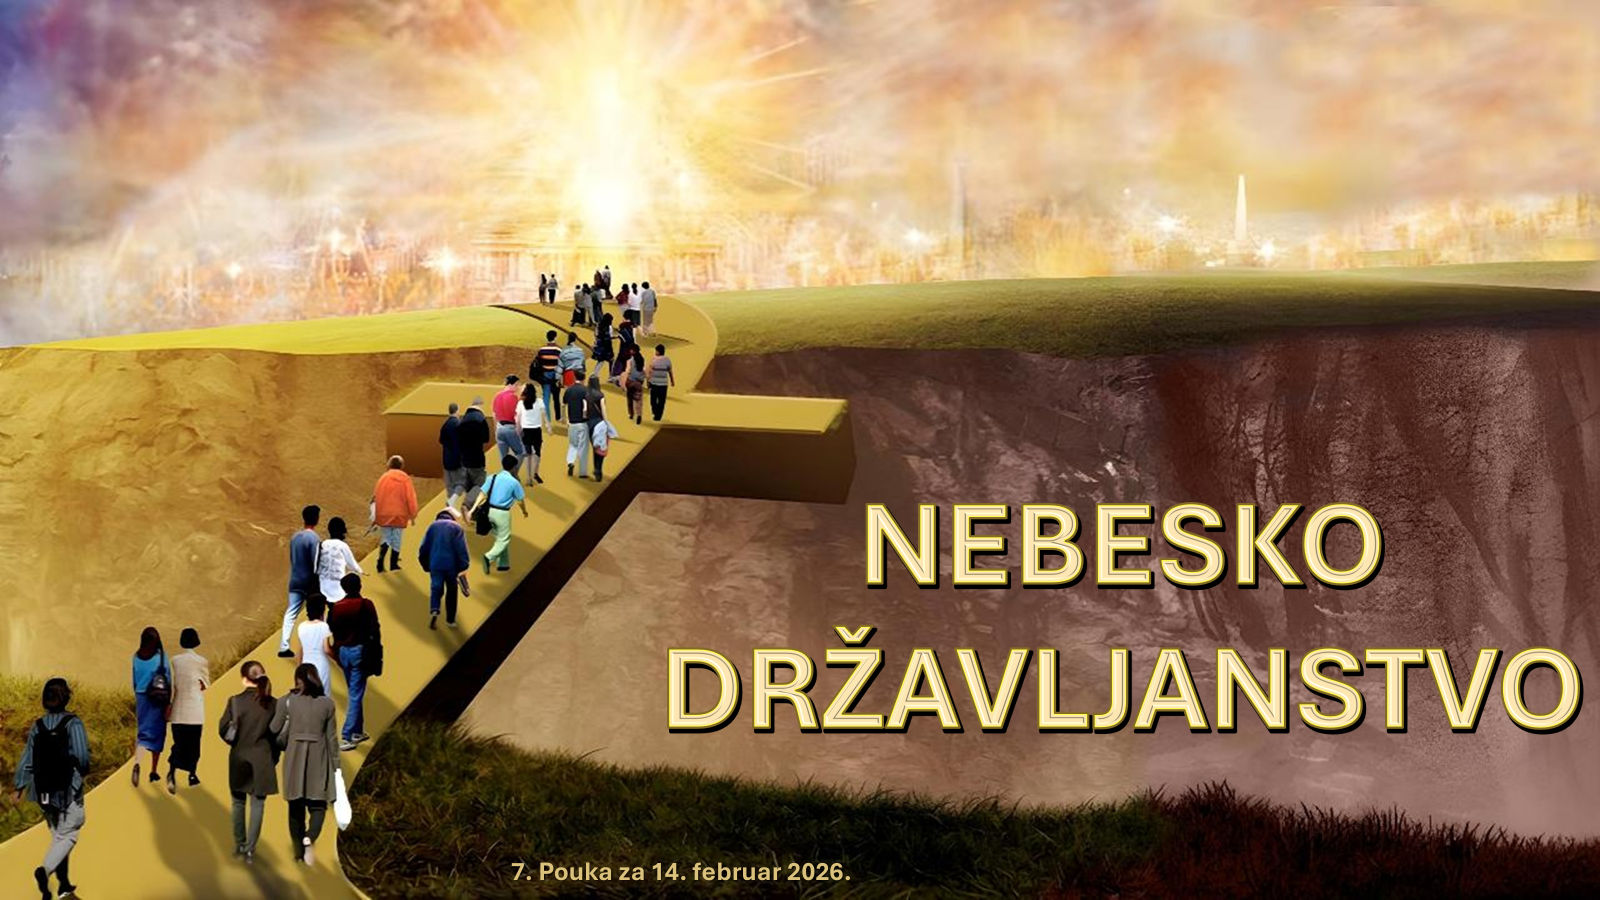 NEBESKO
DRŽAVLJANSTVO
7. Pouka za 14. februar 2026.